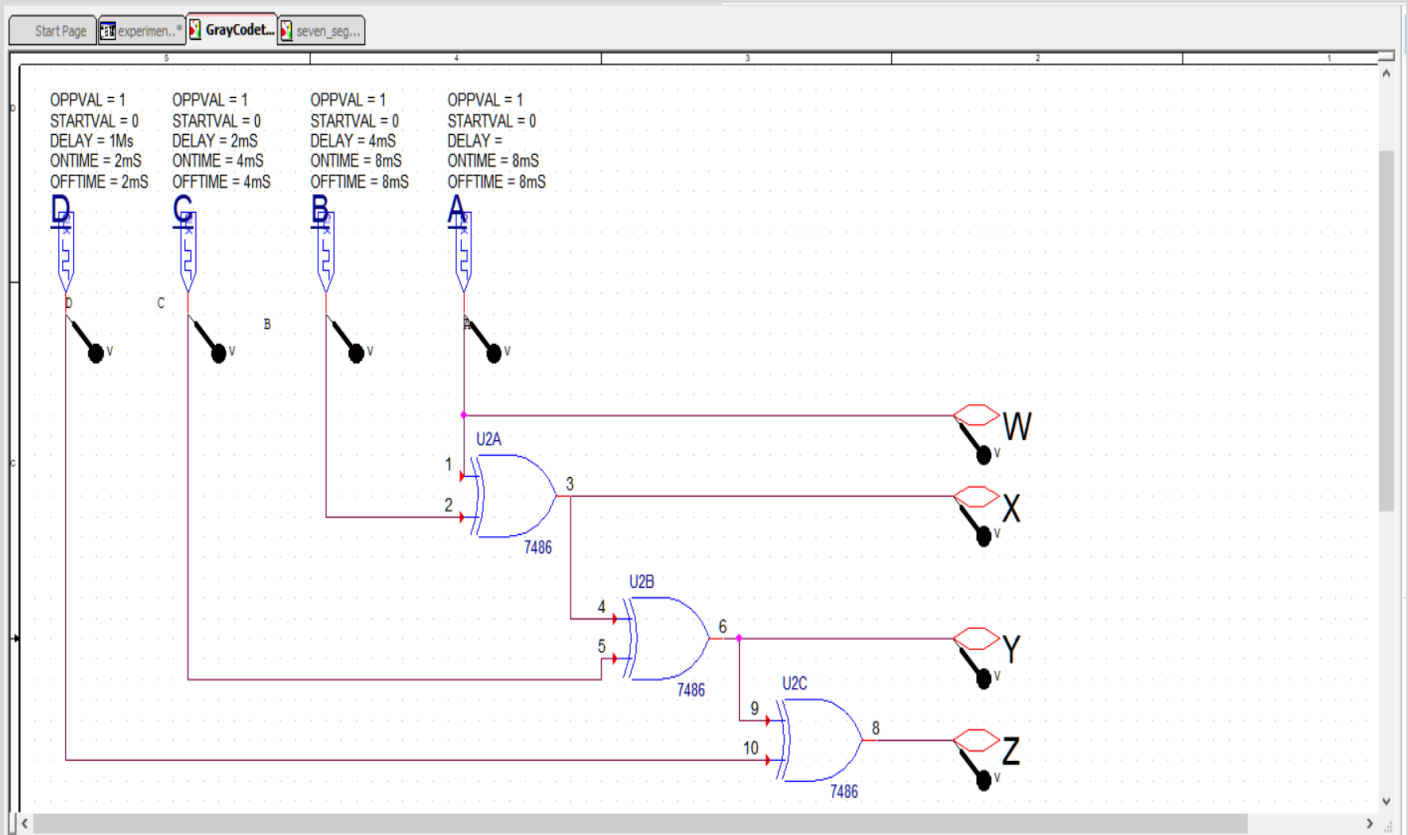 Start Page experimen..* GrayCodet... seven_seg...
5 4 3 2 1
D
OPPVAL = 1 OPPVAL = 1 OPPVAL = 1 OPPVAL = 1
STARTVAL = 0 STARTVAL = 0 STARTVAL = 0 STARTVAL = 0
DELAY = 1Ms DELAY = 2mS DELAY = 4mS DELAY =
ONTIME = 2mS ONTIME = 4mS ONTIME = 8mS ONTIME = 8mS
OFFTIME = 2mS OFFTIME = 4mS OFFTIME = 8mS OFFTIME = 8mS
D C B A
D C
B
V V V V
W
U2A
V
1
C
3
2
X
V
7486
U2B
4
6
5
Y
V
U2C
7486
9
8
10
Z
V
7486